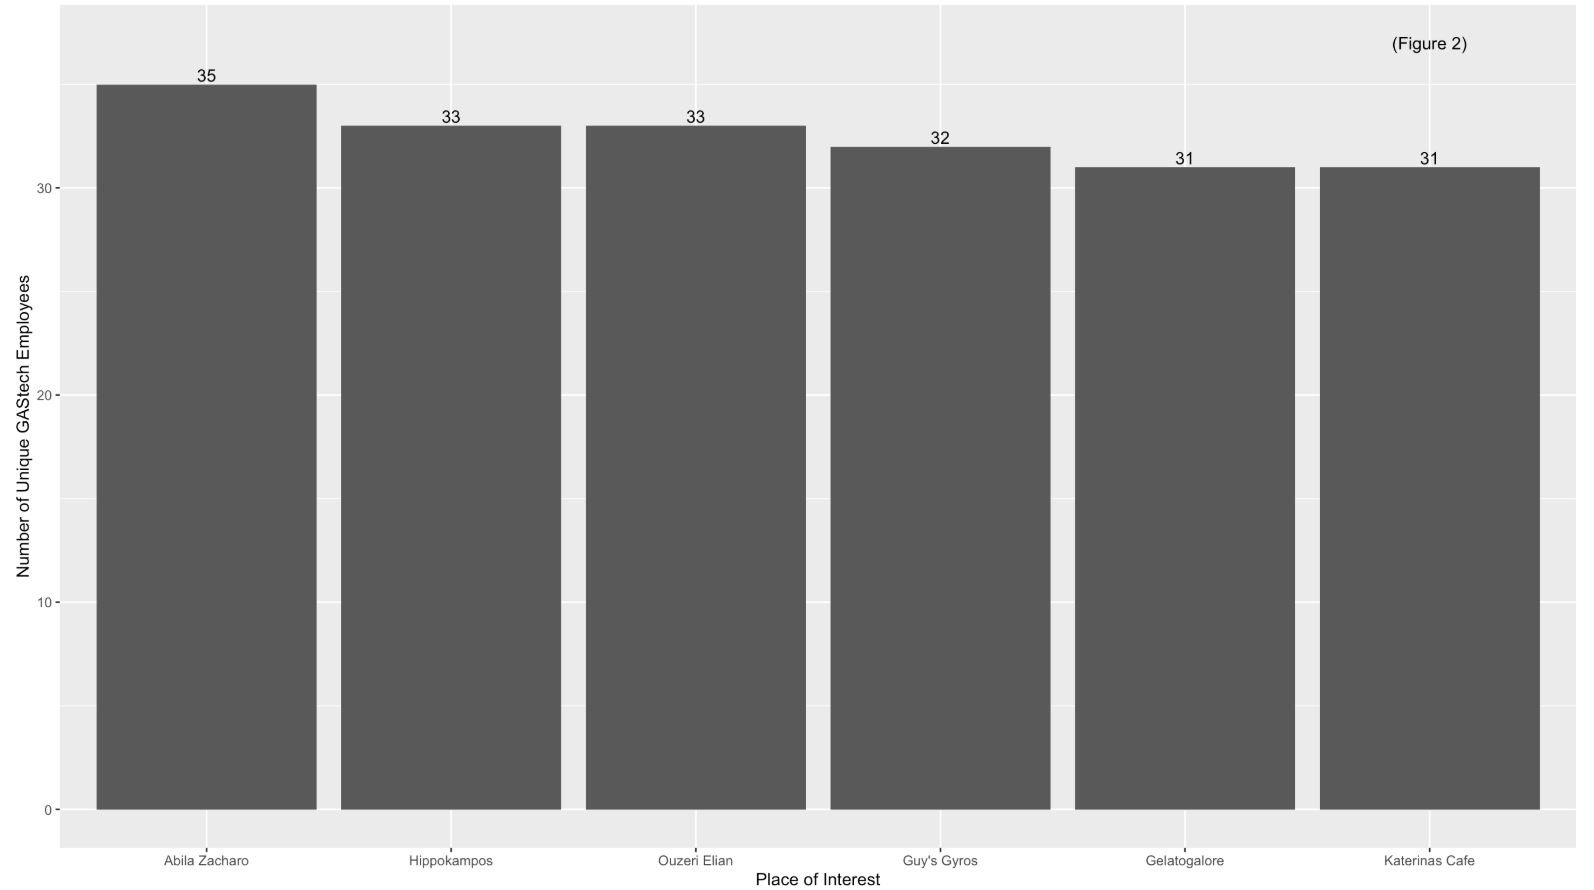 (Figure 2)
35
33
33
32
31
31
30
20
10
0
Number of Unique GAStech Employees
Abila Zacharo
Hippokampos
Ouzeri Elian
Guy's Gyros
Gelatogalore
Katerinas Cafe
Place of Interest